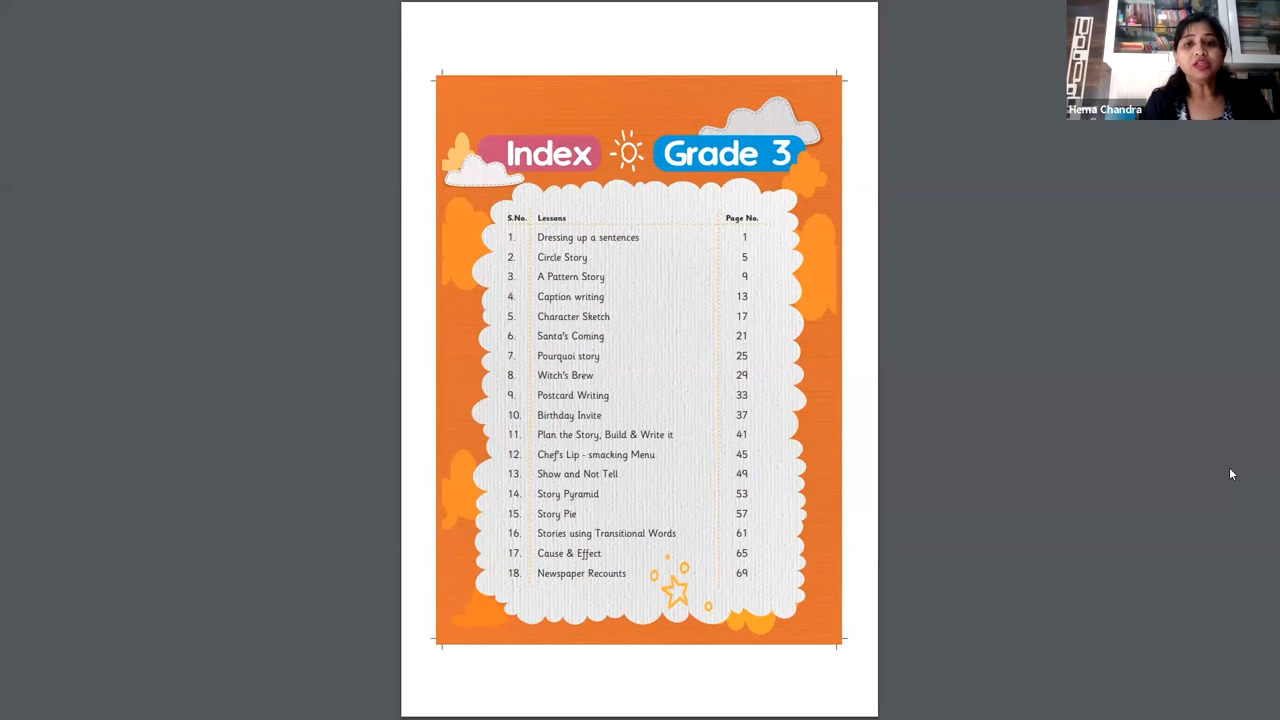 Hema Chandra
Index Grade 3
S.No. Lessons Page No.
1. Dressing up a sentences 1
2. Circle Story 5
3. A Pattern Story 9
4. Caption writing 13
5. Character Sketch 17
6. Santa's Coming 21
7. Pourquoi story 25
8. Witch's Brew 29
9. Postcard Writing 33
10. Birthday Invite 37
11. Plan the Story, Build & Write it 41
12. Chef's Lip - smacking Menu 45
13. Show and Not Tell 49
14. Story Pyramid 53
15. Story Pie 57
16. Stories using Transitional Words 61
17. Cause & Effect 65
18. Newspaper Recounts 69